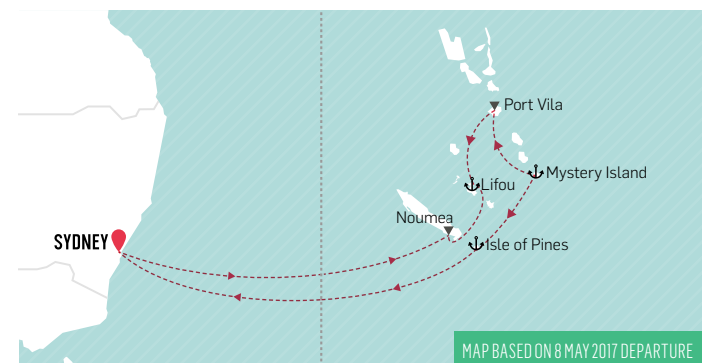 Port Vila
Mystery Island
Lifou
Noumea
SYDNEY
Isle of Pines
MAP BASED ON 8 MAY 2017 DEPARTURE